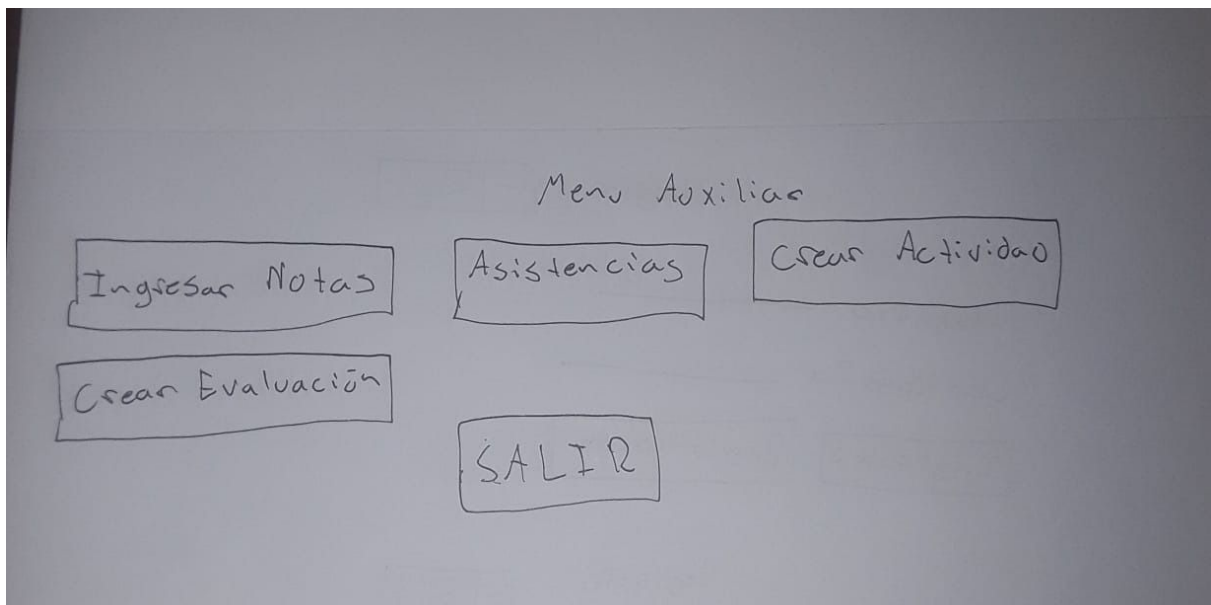 Menu Auxiliar
Ingresar Notas
Asistencias
Crear Actividad
Crear Evaluación
SALIR